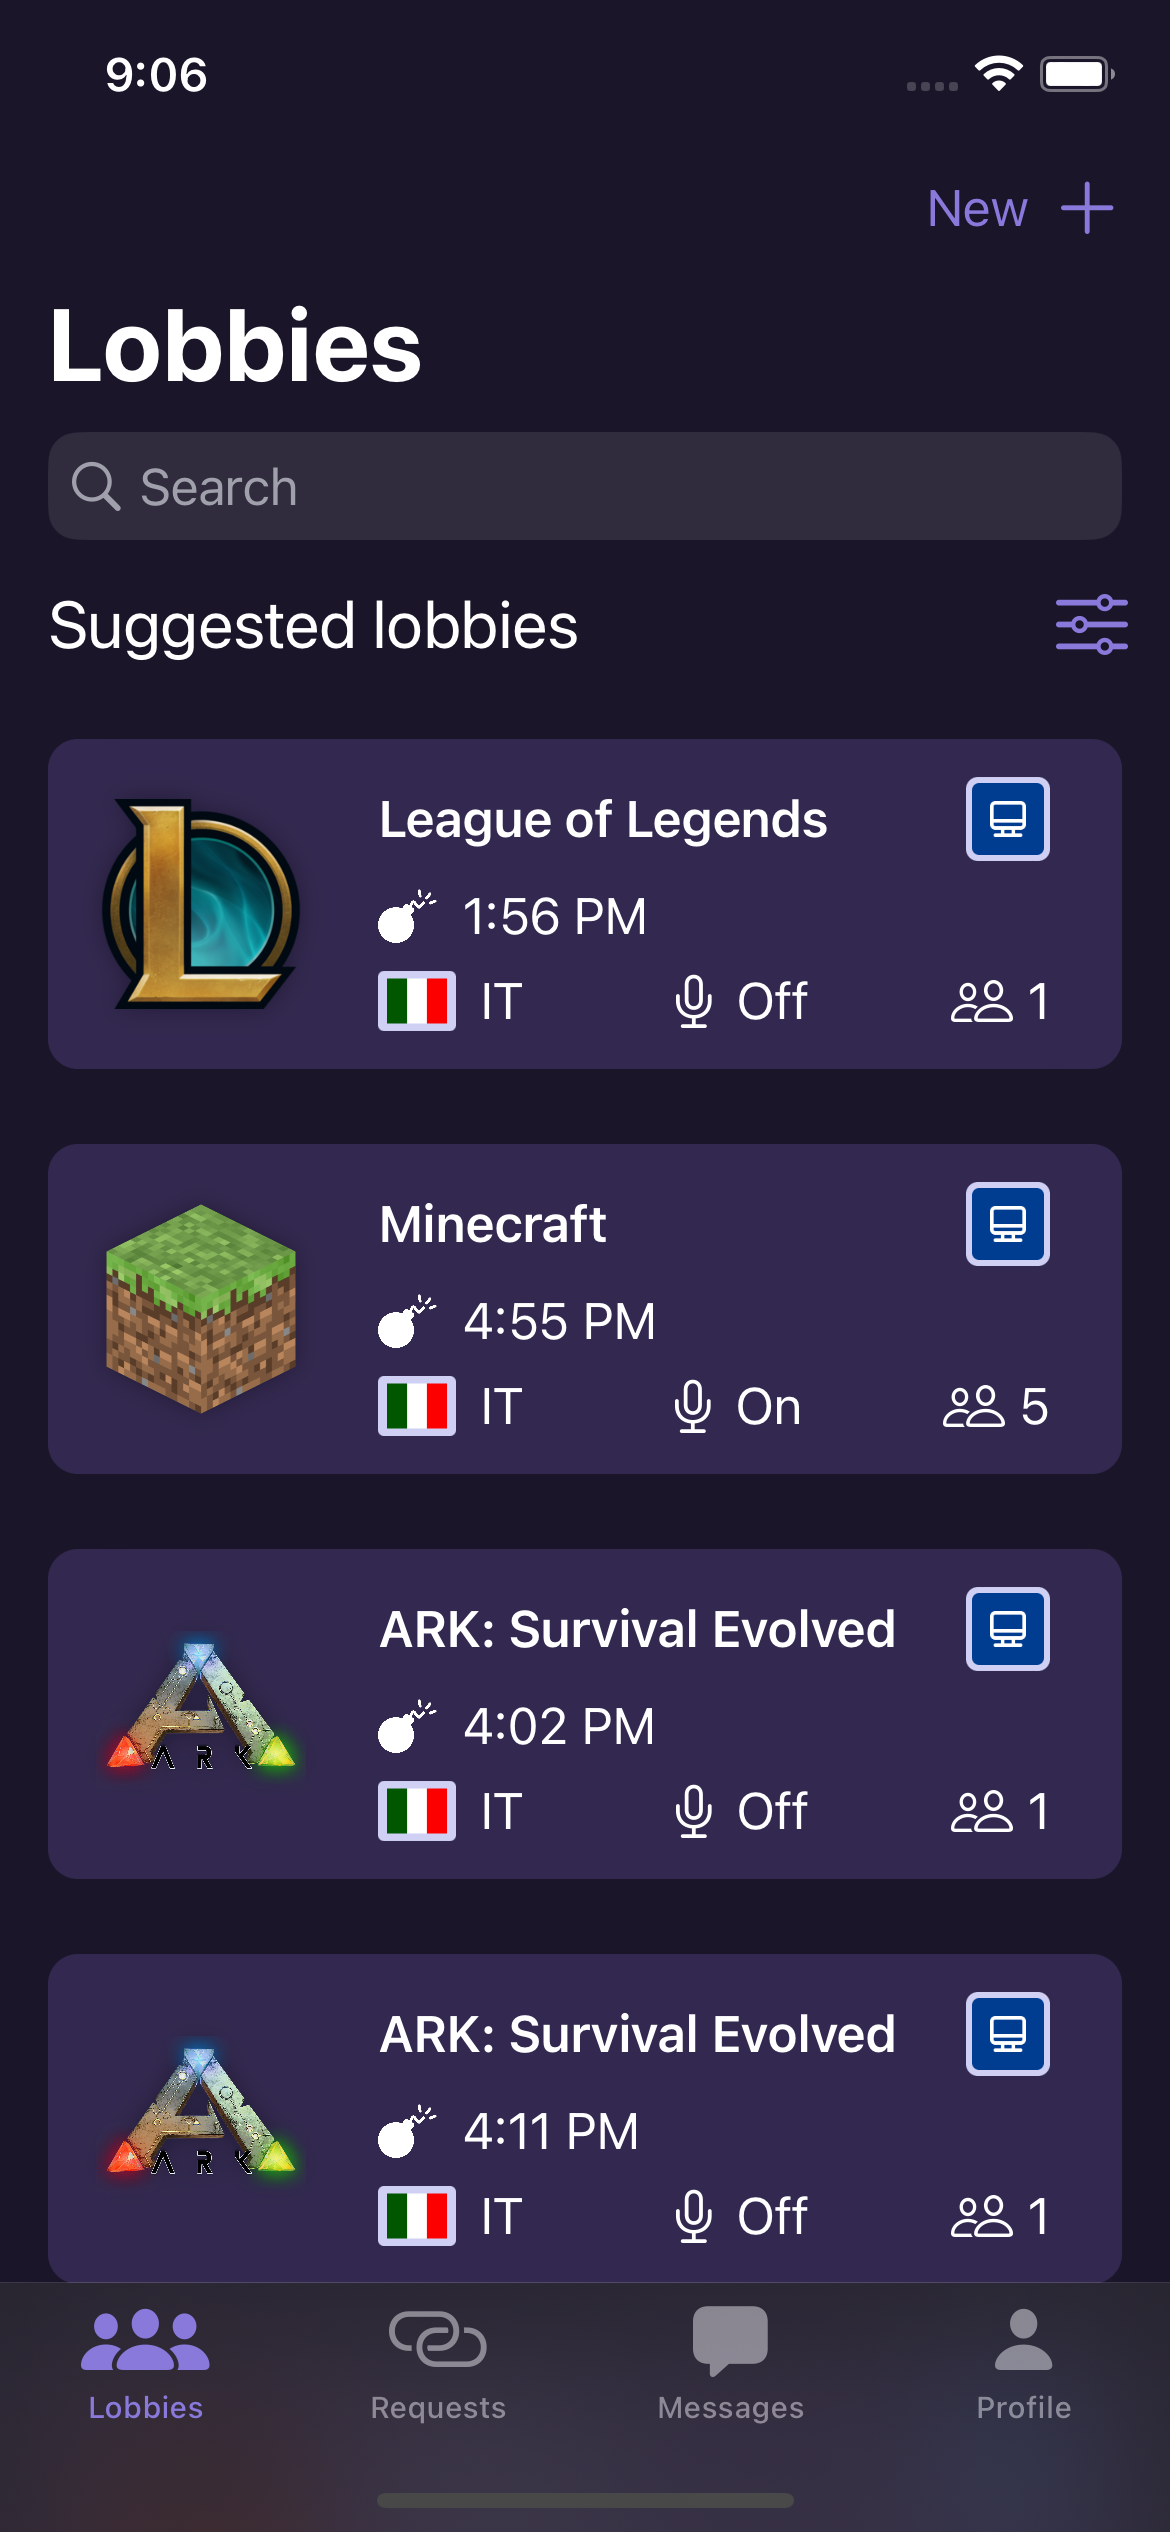 9:06
New
Lobbies
Search
Suggested lobbies
League of Legends
1:56 PM
IT Off 1
Minecraft
4:55 PM
IT On 5
ARK: Survival Evolved
4:02 PM
ARK
IT Off 1
ARK: Survival Evolved
4:11 PM
ARK
IT Off 1
Lobbies Requests Messages Profile